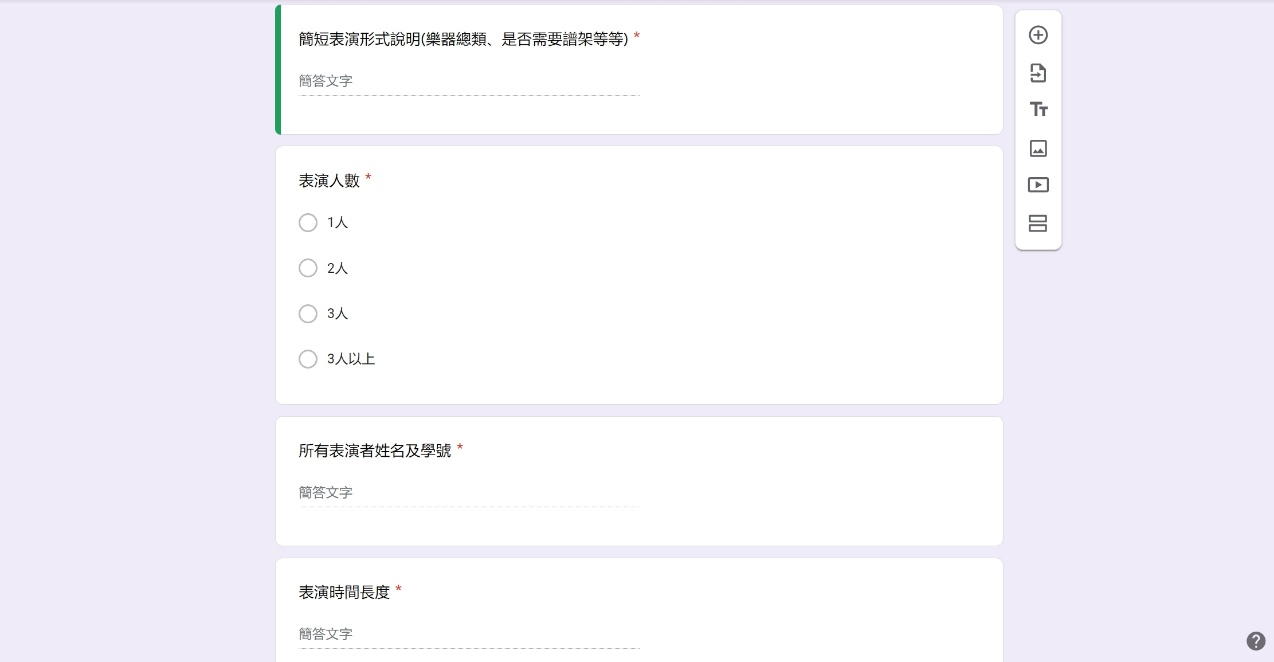 簡短表演形式說明(樂器總類、是否需要譜架等等) *
簡答文字
表演人數 *
1人
2人
3人
3人以上
所有表演者姓名及學號 *
簡答文字
表演時間長度 *
簡答文字